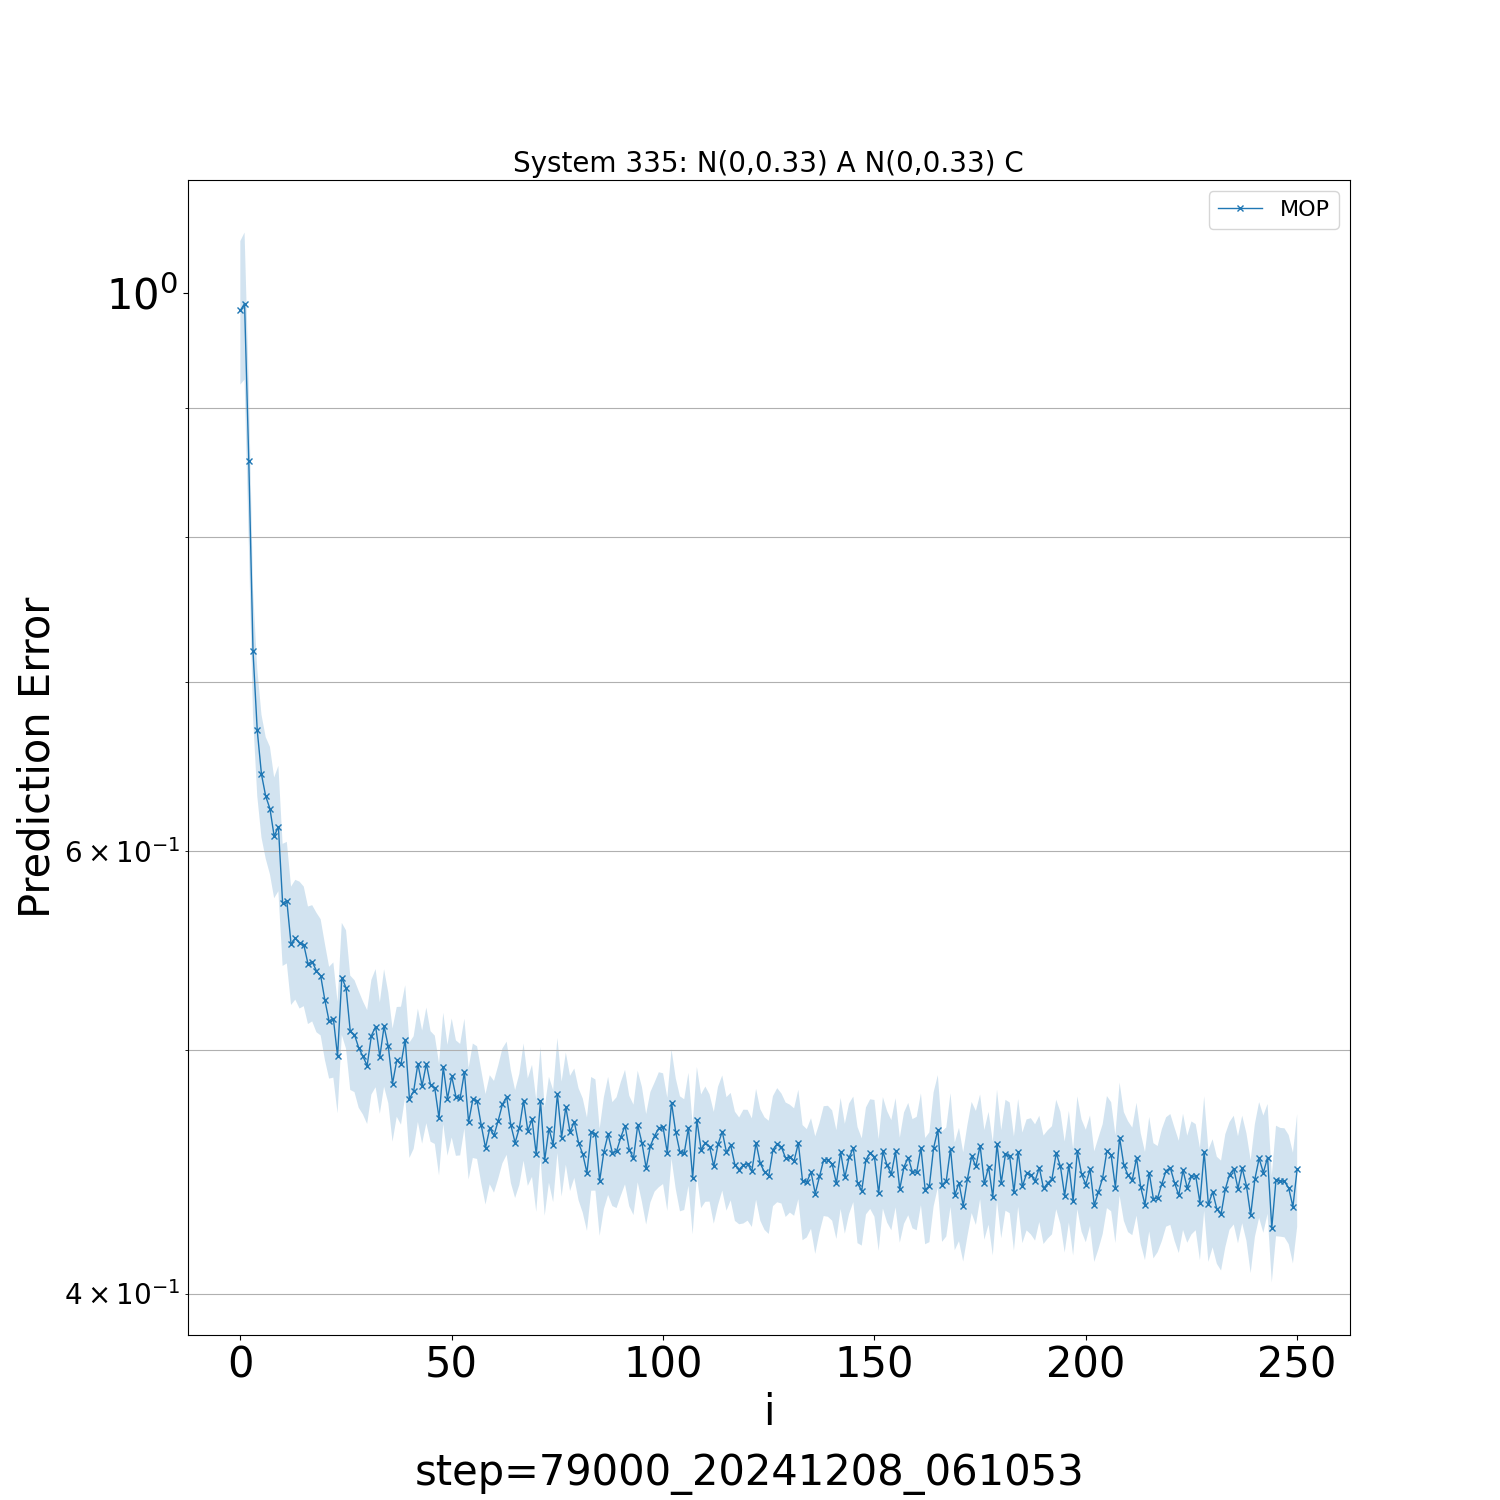 System 335: N(0,0.33) A N(0,0.33) C
MOP
10⁰
6 × 10⁻¹
4 × 10⁻¹
Prediction Error
0 50 100 150 200 250
i
step=79000_20241208_061053